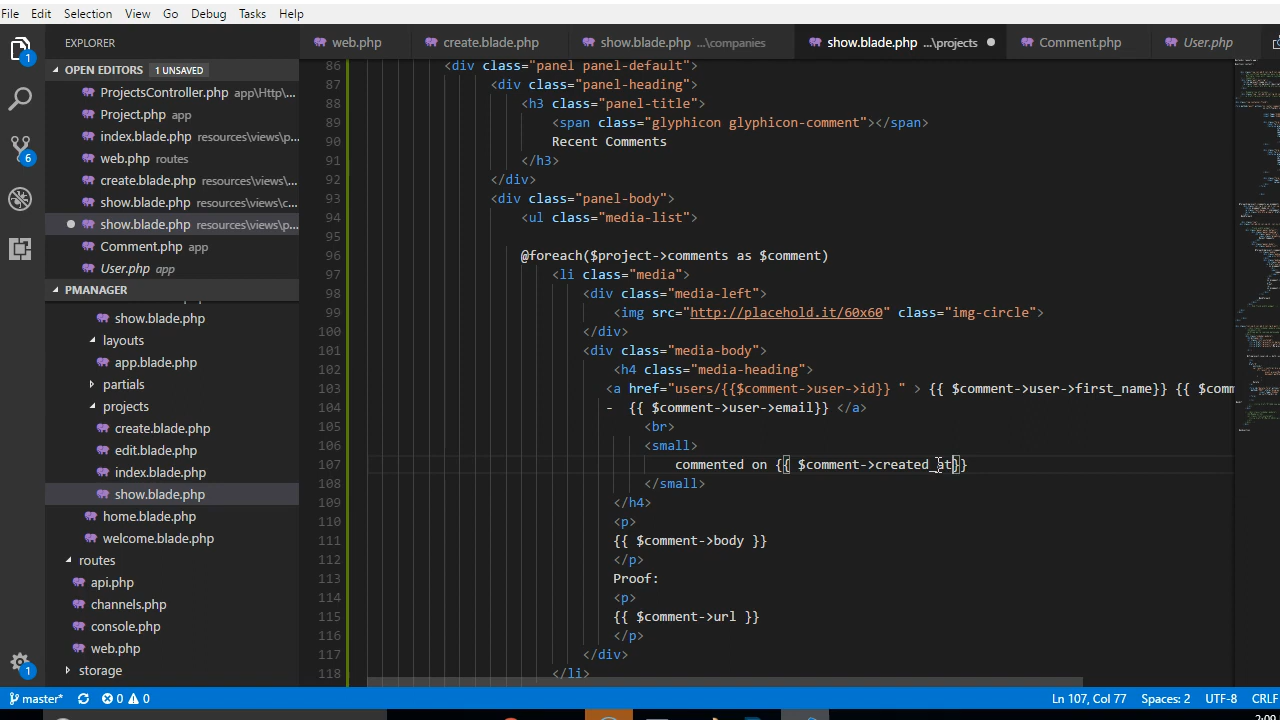 File Edit Selection View Go Debug Tasks Help
EXPLORER
web.php create.blade.php show.blade.php ...\companies show.blade.php ...\projects Comment.php User.php
OPEN EDITORS 1 UNSAVED
ProjectsController.php app\Http\...
Project.php app
index.blade.php resources\views\p...
web.php routes
create.blade.php resources\views\...
show.blade.php resources\views\c...
show.blade.php resources\views\p...
Comment.php app
User.php app
PMANAGER
show.blade.php
layouts
app.blade.php
partials
projects
create.blade.php
edit.blade.php
index.blade.php
show.blade.php
home.blade.php
welcome.blade.php
routes
api.php
channels.php
console.php
web.php
storage
1
6
1
86 <div class="panel panel-default">
87 <div class="panel-heading">
88 <h3 class="panel-title">
89 <span class="glyphicon glyphicon-comment"></span>
90 Recent Comments
91 </h3>
92 </div>
93 <div class="panel-body">
94 <ul class="media-list">
95
96 @foreach($project->comments as $comment)
97 <li class="media">
98 <div class="media-left">
99 <img src="http://placehold.it/60x60" class="img-circle">
100 </div>
101 <div class="media-body">
102 <h4 class="media-heading">
103 <a href="users/{{$comment->user->id}} " > {{ $comment->user->first_name}} {{ $com
104 - {{ $comment->user->email}} </a>
105 <br>
106 <small>
107 commented on {{ $comment->created_at}}
108 </small>
109 </h4>
110 <p>
111 {{ $comment->body }}
112 </p>
113 Proof:
114 <p>
115 {{ $comment->url }}
116 </p>
117 </div>
118 </li>
master* 0 0 Ln 107, Col 77 Spaces: 2 UTF-8 CRLF